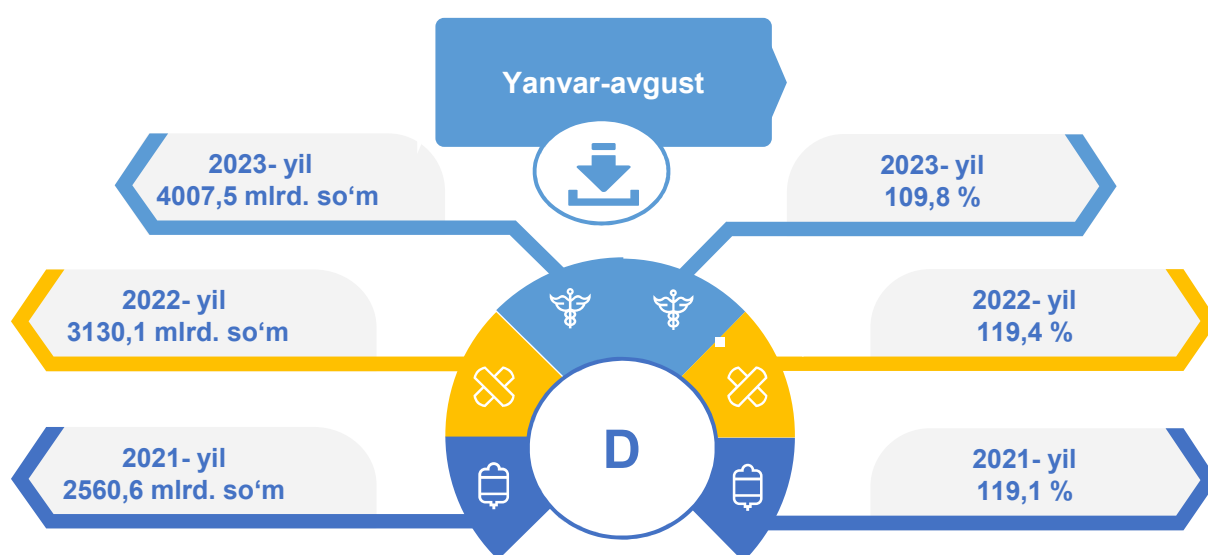 Yanvar-avgust
2023- yil
4007,5 mlrd. so‘m
2023- yil
109,8 %
2022- yil
3130,1 mlrd. so‘m
2022- yil
119,4 %
D
2021- yil
2560,6 mlrd. so‘m
2021- yil
119,1 %